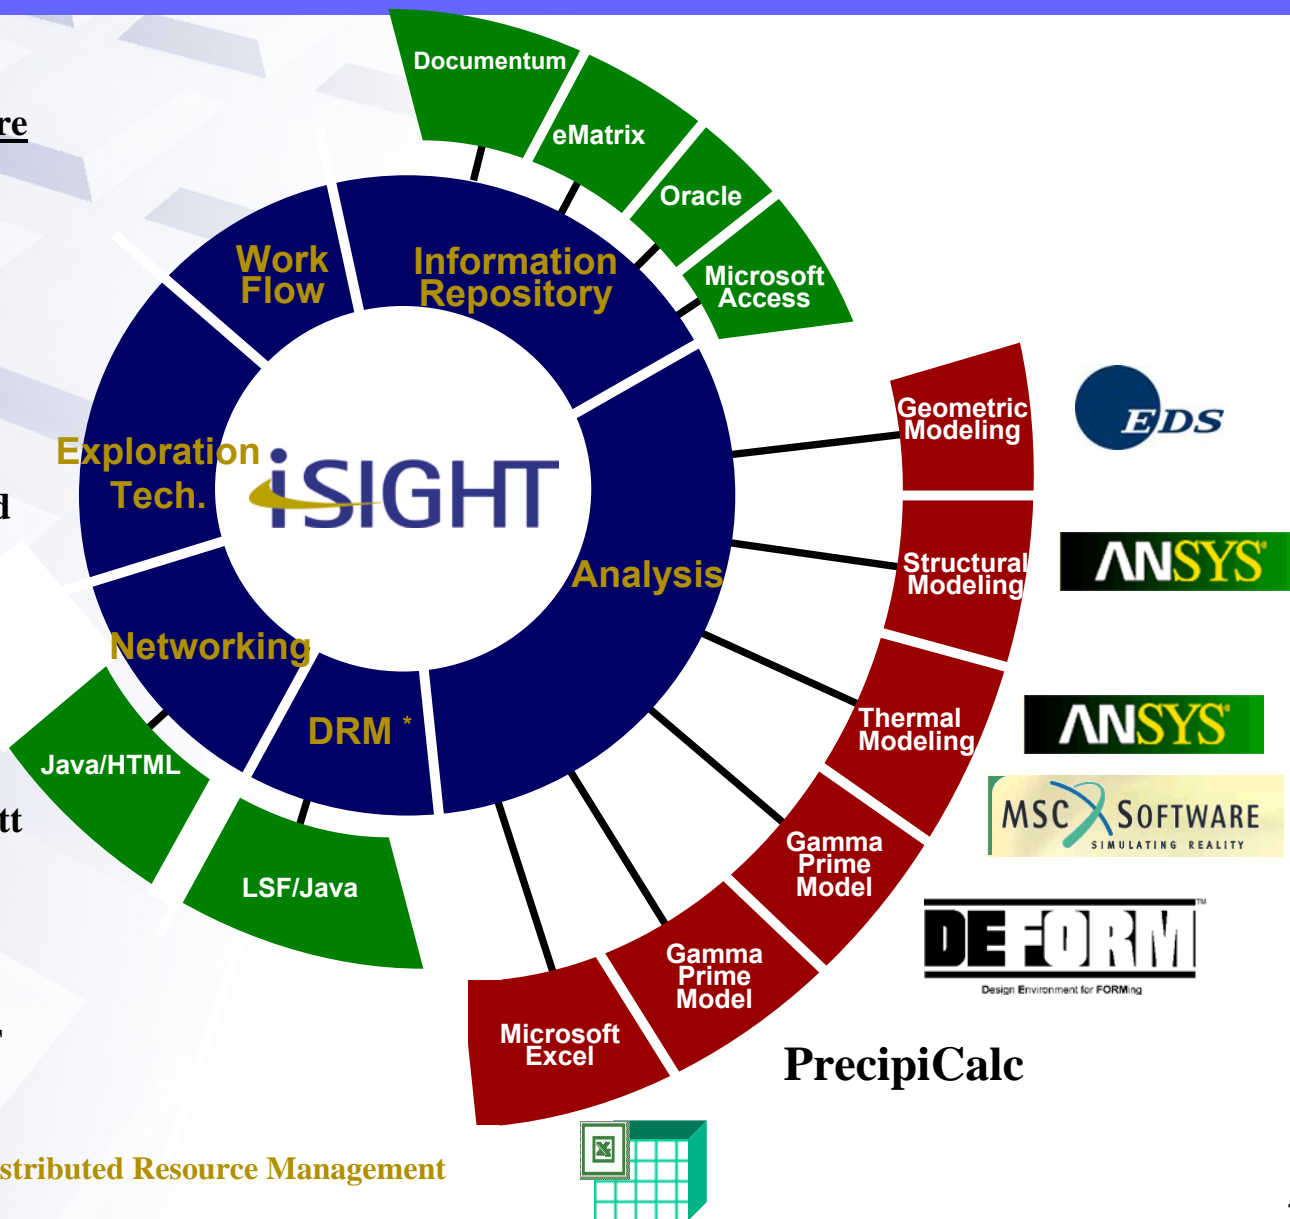 Documentum
eMatrix
Oracle
Microsoft
Access
Work
Flow
Information
Repository
Exploration
Tech.
iSIGHT
Analysis
Networking
DRM *
Java/HTML
LSF/Java
Geometric
Modeling
EDS
Structural
Modeling
ANSYS
Thermal
Modeling
ANSYS
MSC SOFTWARE
SIMULATING REALITY
Gamma
Prime
Model
DEFORM™
Design Environment for FORMing
Gamma
Prime
Model
PrecipiCalc
Microsoft
Excel
stributed Resource Management
re
d
tt